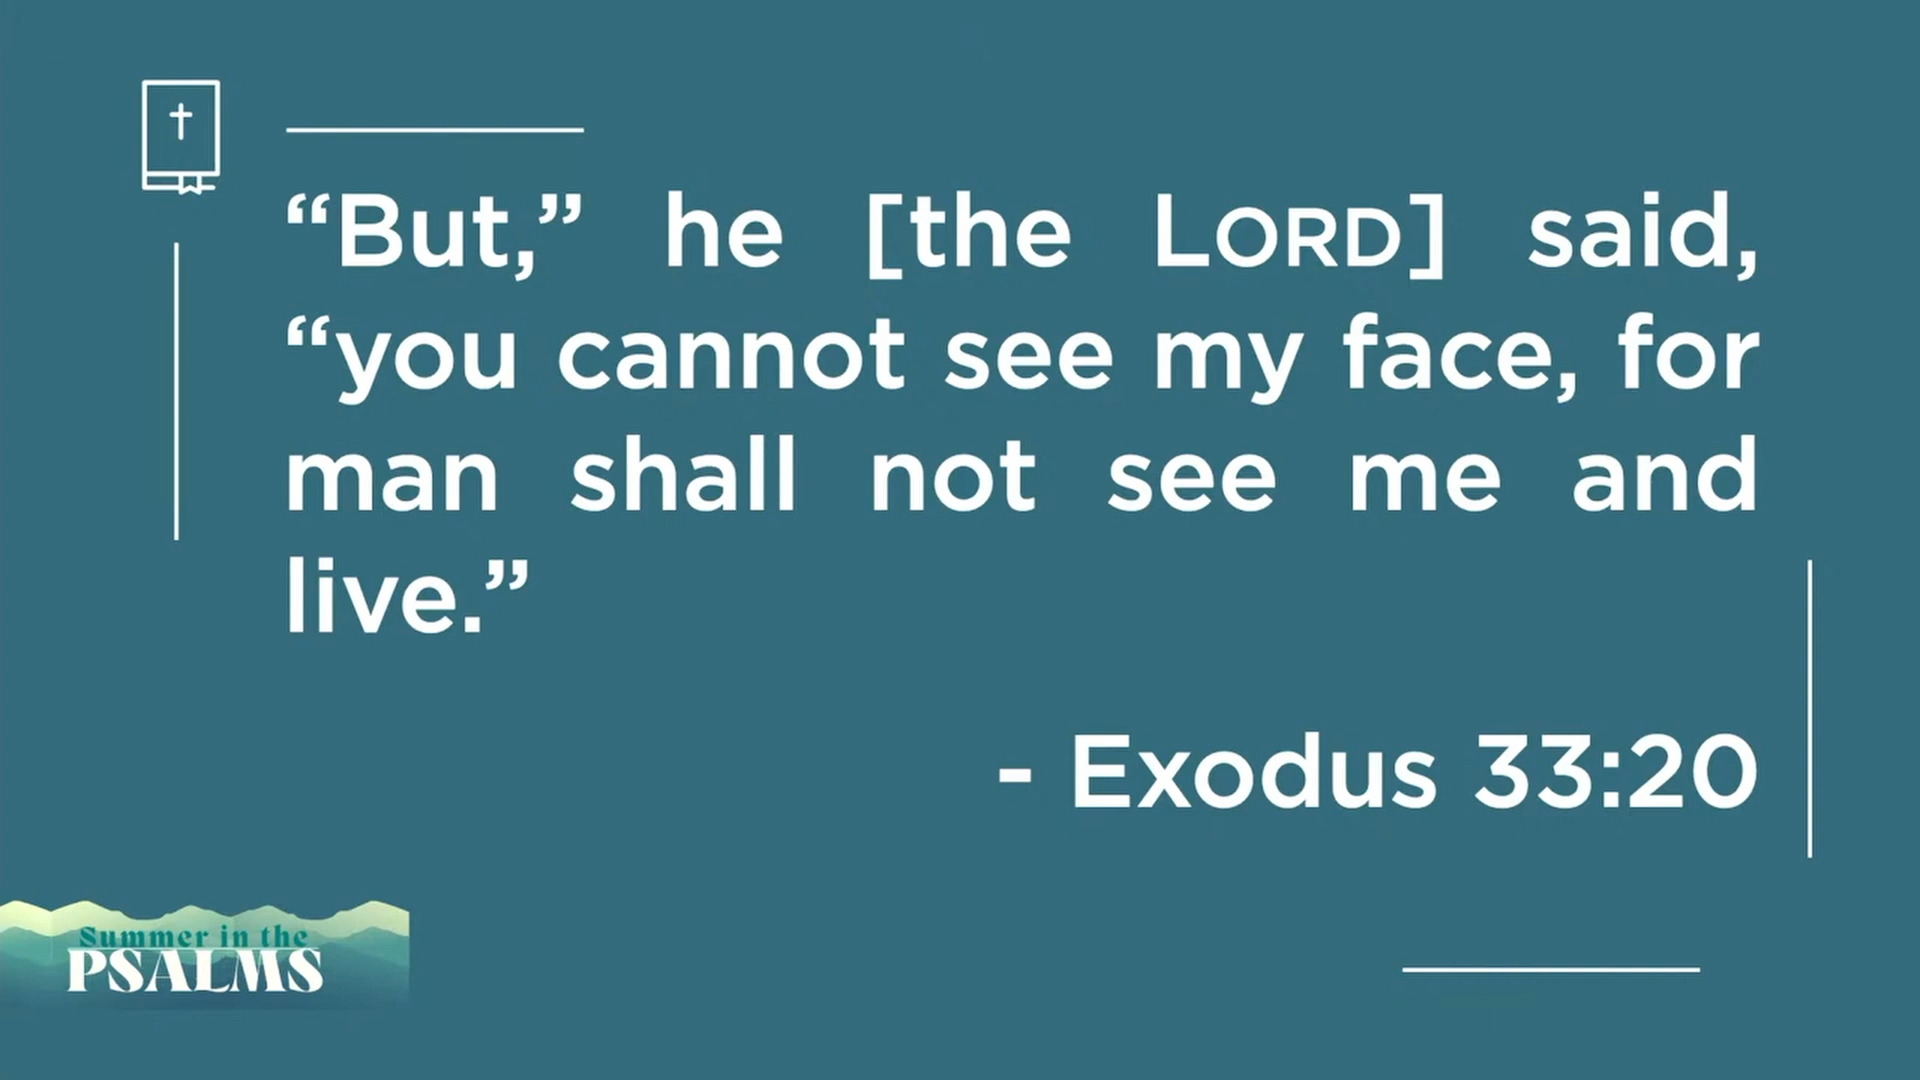 “But,” he [the LORD] said,
“you cannot see my face, for
man shall not see me and
live.”
- Exodus 33:20
Summer in the
PSALMS